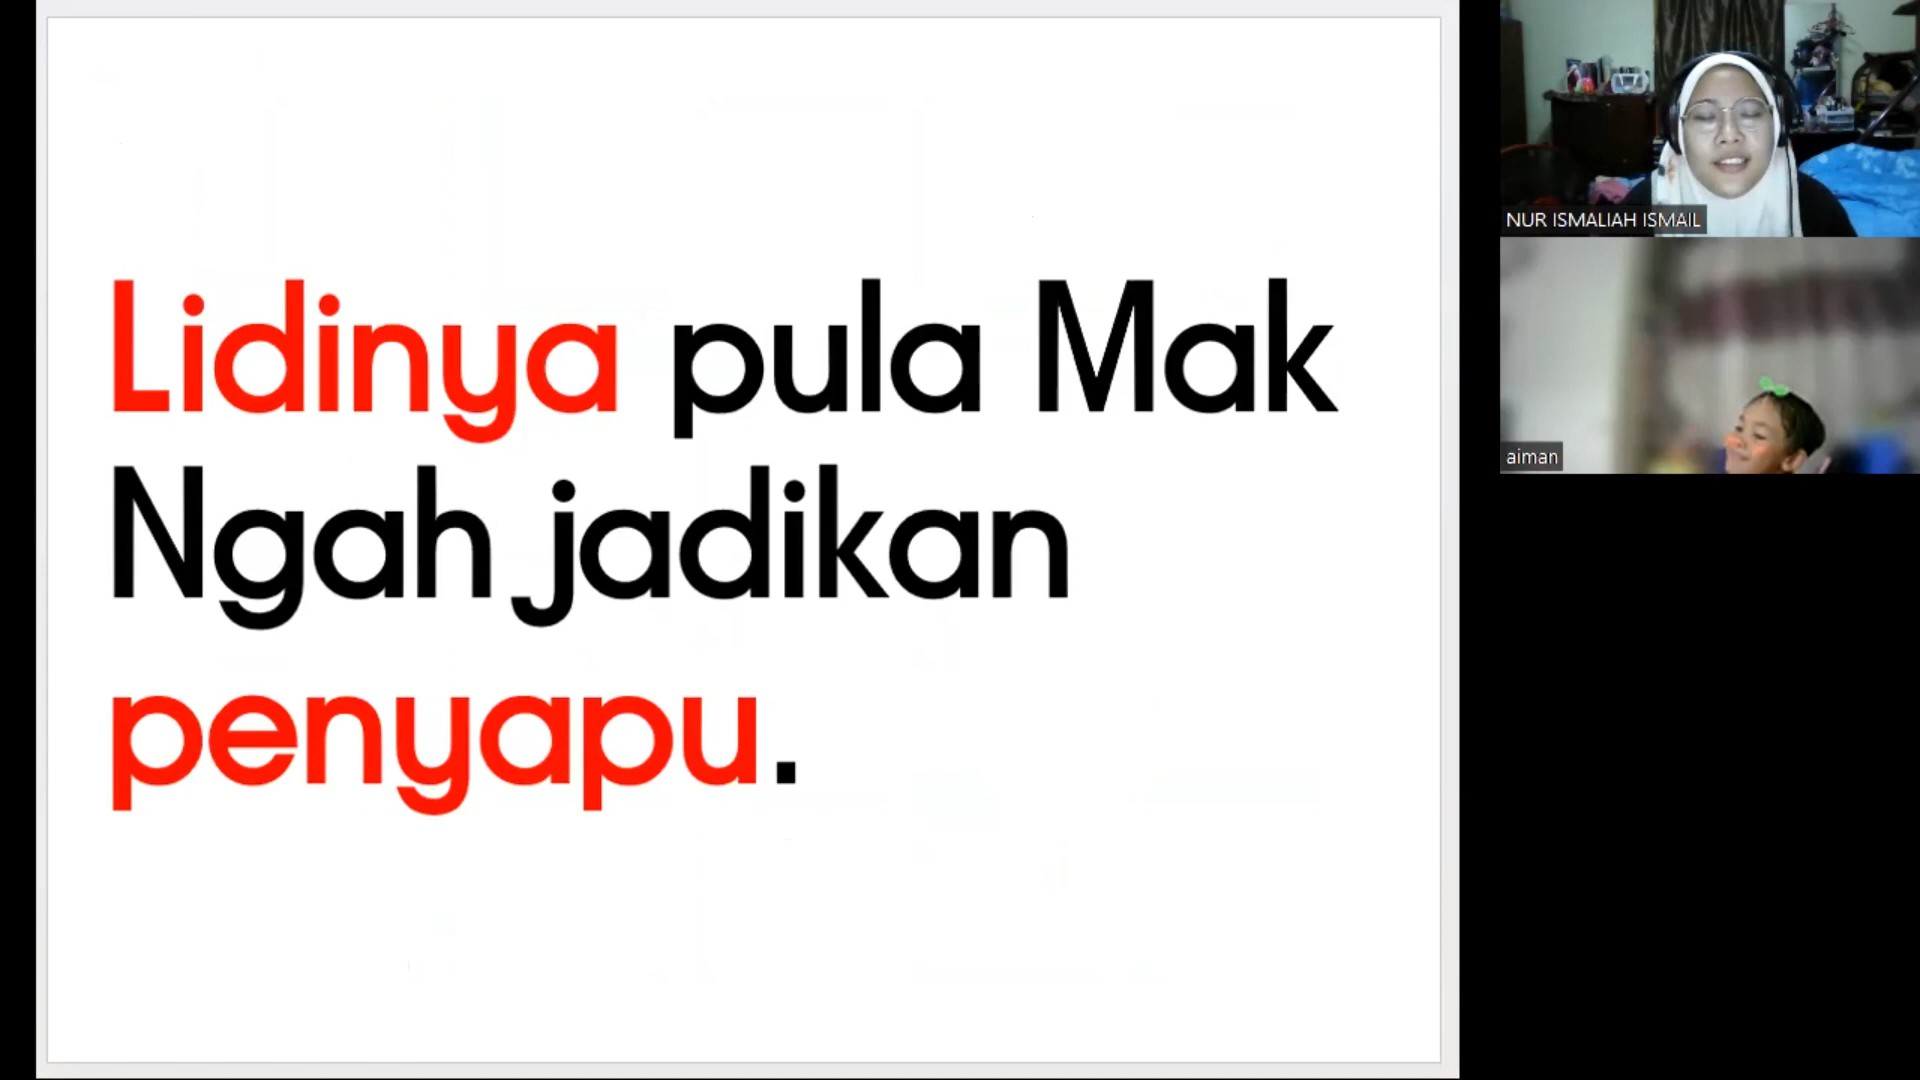 Lidinya pula Mak
Ngah jadikan
penyapu.
NUR ISMALIAH ISMAIL
aiman